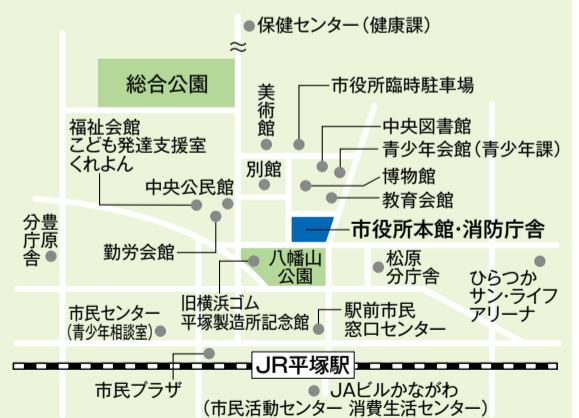 保健センター(健康課)
総合公園
美術館
市役所臨時駐車場
福祉会館
こども発達支援室
くれよん
中央図書館
青少年会館(青少年課)
中央公民館
別館
博物館
教育会館
豊原
分庁舎
勤労会館
市役所本館・消防庁舎
八幡山
公園
松原
分庁舎
ひらつか
サン・ライフ
アリーナ
旧横浜ゴム
平塚製造所記念館
市民センター
(青少年相談室)
駅前市民
窓口センター
JR平塚駅
市民プラザ
JAビルかながわ
(市民活動センター 消費生活センター)